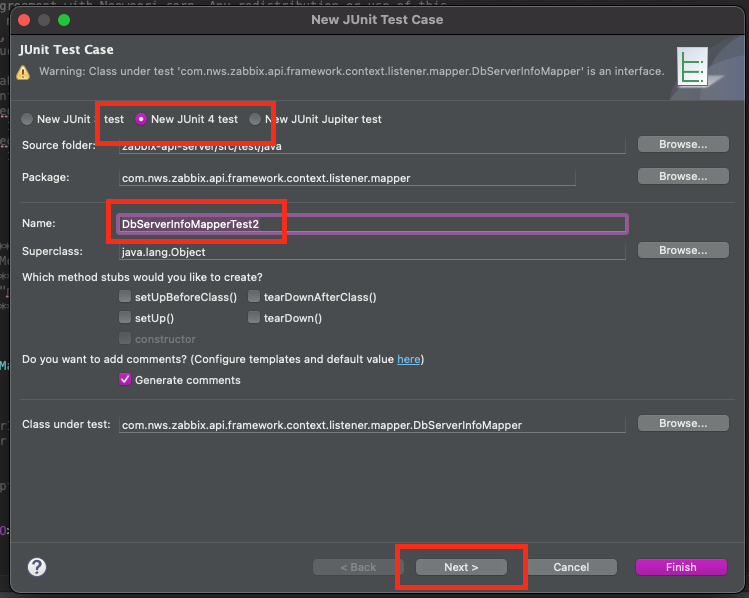 New JUnit Test Case
JUnit Test Case
Warning: Class under test 'com.nws.zabbix.api.framework.context.listener.mapper.DbServerInfoMapper' is an interface.
New JUnit test
New JUnit 4 test
New JUnit Jupiter test
Source folder: zabbix-api-server/src/test/java Browse...
Package: com.nws.zabbix.api.framework.context.listener.mapper Browse...
Name: DbServerInfoMapperTest2
Superclass: java.lang.Object Browse...
Which method stubs would you like to create?
setUpBeforeClass() tearDownAfterClass()
setUp() tearDown()
constructor
Do you want to add comments? (Configure templates and default value here)
Generate comments
Class under test: com.nws.zabbix.api.framework.context.listener.mapper.DbServerInfoMapper Browse...
? < Back Next > Cancel Finish